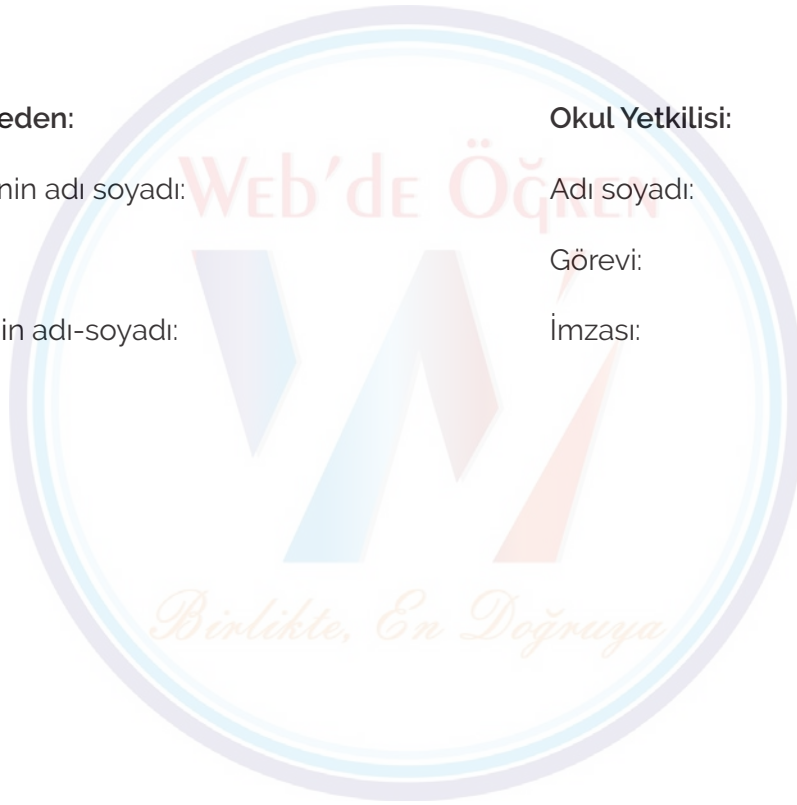 eden:
Okul Yetkilisi:
nin adı soyadı:
Web'de Öğren
Adı soyadı:
Görevi:
in adı-soyadı:
İmzası:
Birlikte, En Doğruya